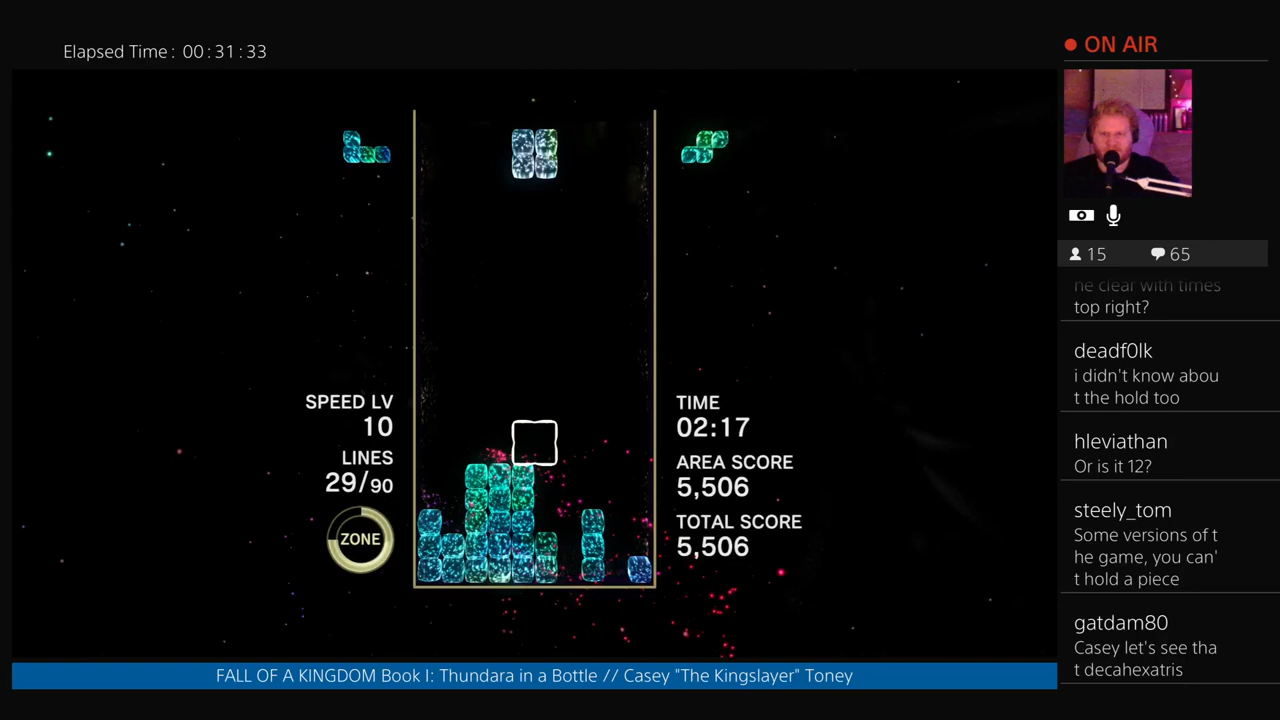 Elapsed Time: 00:31:33
ON AIR
15 65
SPEED LV
10
LINES
29/90
ZONE
TIME
02:17
AREA SCORE
5,506
TOTAL SCORE
5,506
he clear with times
top right?
deadf0lk
i didn't know abou
t the hold too
hleviathan
Or is it 12?
steely_tom
Some versions of t
he game, you can'
t hold a piece
gatdam80
Casey let's see tha
t decahexatris
FALL OF A KINGDOM Book I: Thundara in a Bottle // Casey "The Kingslayer" Toney